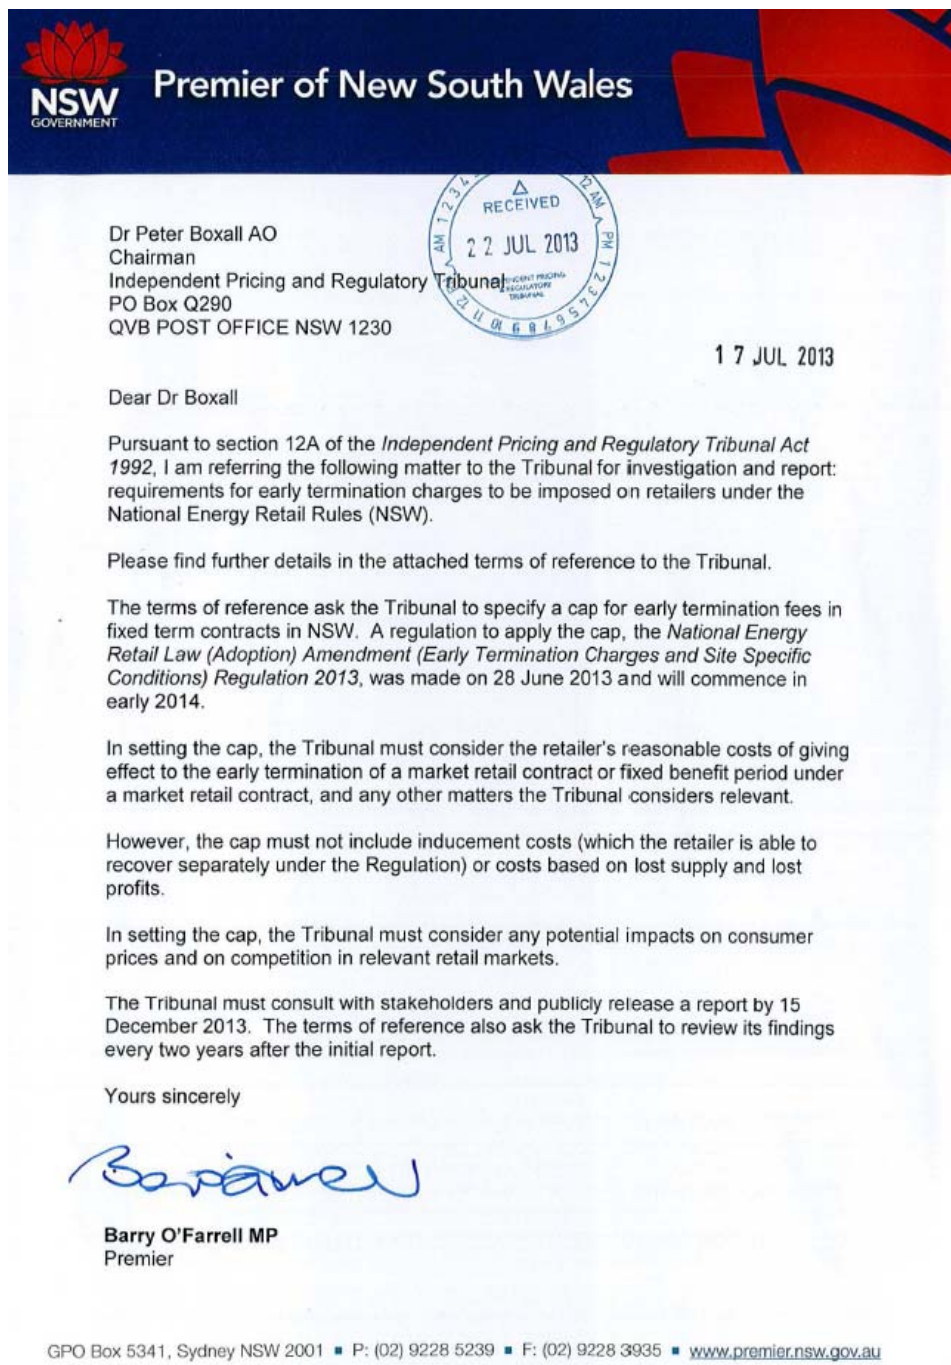 NSW
GOVERNMENT
Premier of New South Wales
RECEIVED
22 JUL 2013
Dr Peter Boxall AO
Chairman
Independent Pricing and Regulatory Tribunal
PO Box Q290
QVB POST OFFICE NSW 1230
17 JUL 2013
Dear Dr Boxall
Pursuant to section 12A of the Independent Pricing and Regulatory Tribunal Act
1992, I am referring the following matter to the Tribunal for investigation and report:
requirements for early termination charges to be imposed on retailers under the
National Energy Retail Rules (NSW).
Please find further details in the attached terms of reference to the Tribunal.
The terms of reference ask the Tribunal to specify a cap for early termination fees in
fixed term contracts in NSW. A regulation to apply the cap, the National Energy
Retail Law (Adoption) Amendment (Early Termination Charges and Site Specific
Conditions) Regulation 2013, was made on 28 June 2013 and will commence in
early 2014.
In setting the cap, the Tribunal must consider the retailer's reasonable costs of giving
effect to the early termination of a market retail contract or fixed benefit period under
a market retail contract, and any other matters the Tribunal considers relevant.
However, the cap must not include inducement costs (which the retailer is able to
recover separately under the Regulation) or costs based on lost supply and lost
profits.
In setting the cap, the Tribunal must consider any potential impacts on consumer
prices and on competition in relevant retail markets.
The Tribunal must consult with stakeholders and publicly release a report by 15
December 2013. The terms of reference also ask the Tribunal to review its findings
every two years after the initial report.
Yours sincerely
Barry O'Farrell MP
Premier
GPO Box 5341, Sydney NSW 2001 ■ P: (02) 9228 5239 ■ F: (02) 9228 3935 ■ www.premier.nsw.gov.au